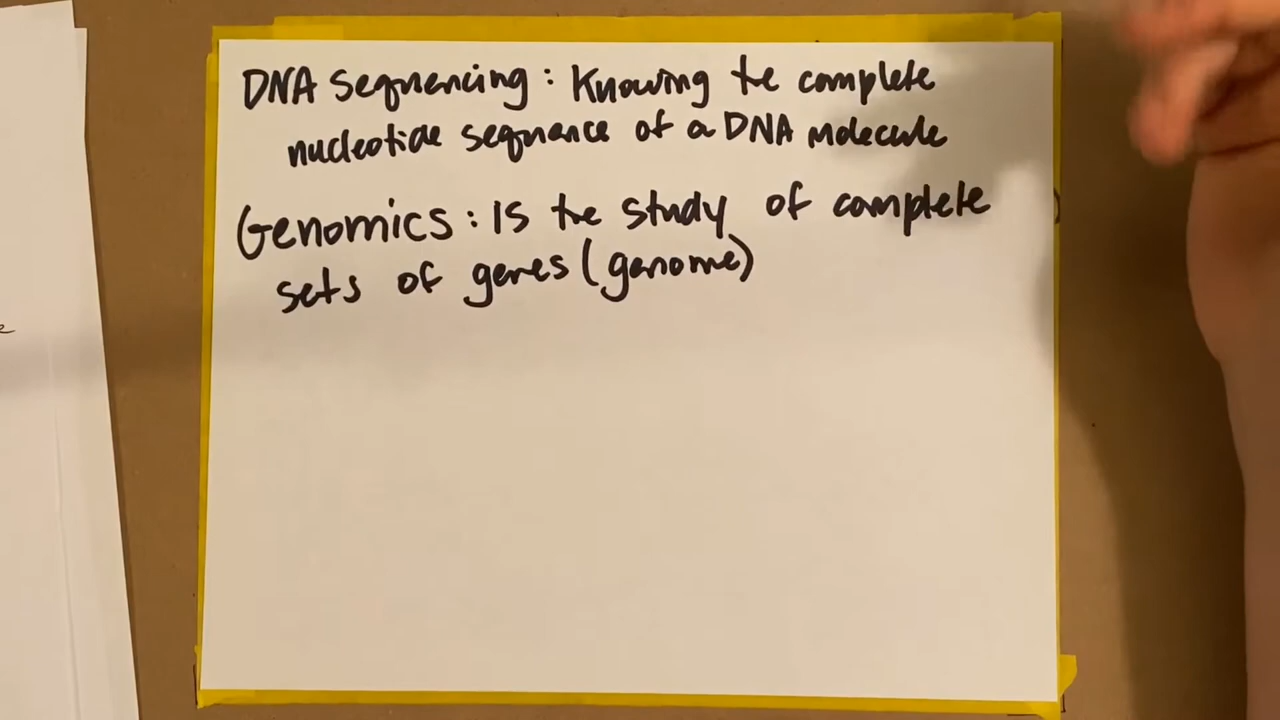 DNA Sequencing: Knowing the complete
nucleotide sequence of a DNA molecule
Genomics: Is the study of complete
sets of genes (genome)